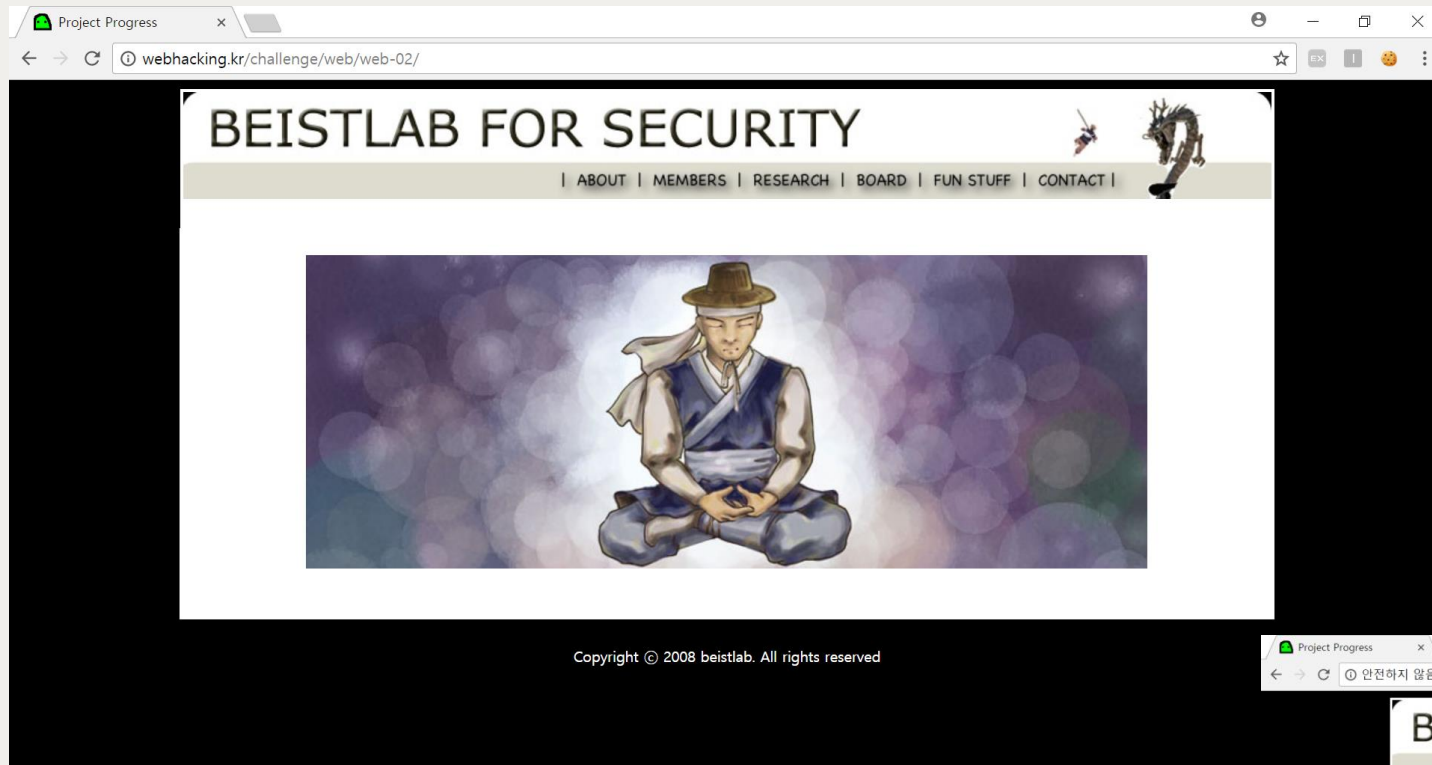 Project Progress
webhacking.kr/challenge/web/web-02/
EX
BEISTLAB FOR SECURITY
| ABOUT | MEMBERS | RESEARCH | BOARD | FUN STUFF | CONTACT |
Copyright ⓒ 2008 beistlab. All rights reserved
Project Progress
안전하지 않음
B